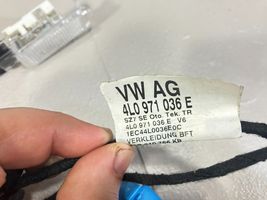 VW AG
4L0 971 036 E
SZ7 SE Oto. Tek. TR
4L0 971 036 E V6
1EC44L0036E0C
VERKLEIDUNG BFT